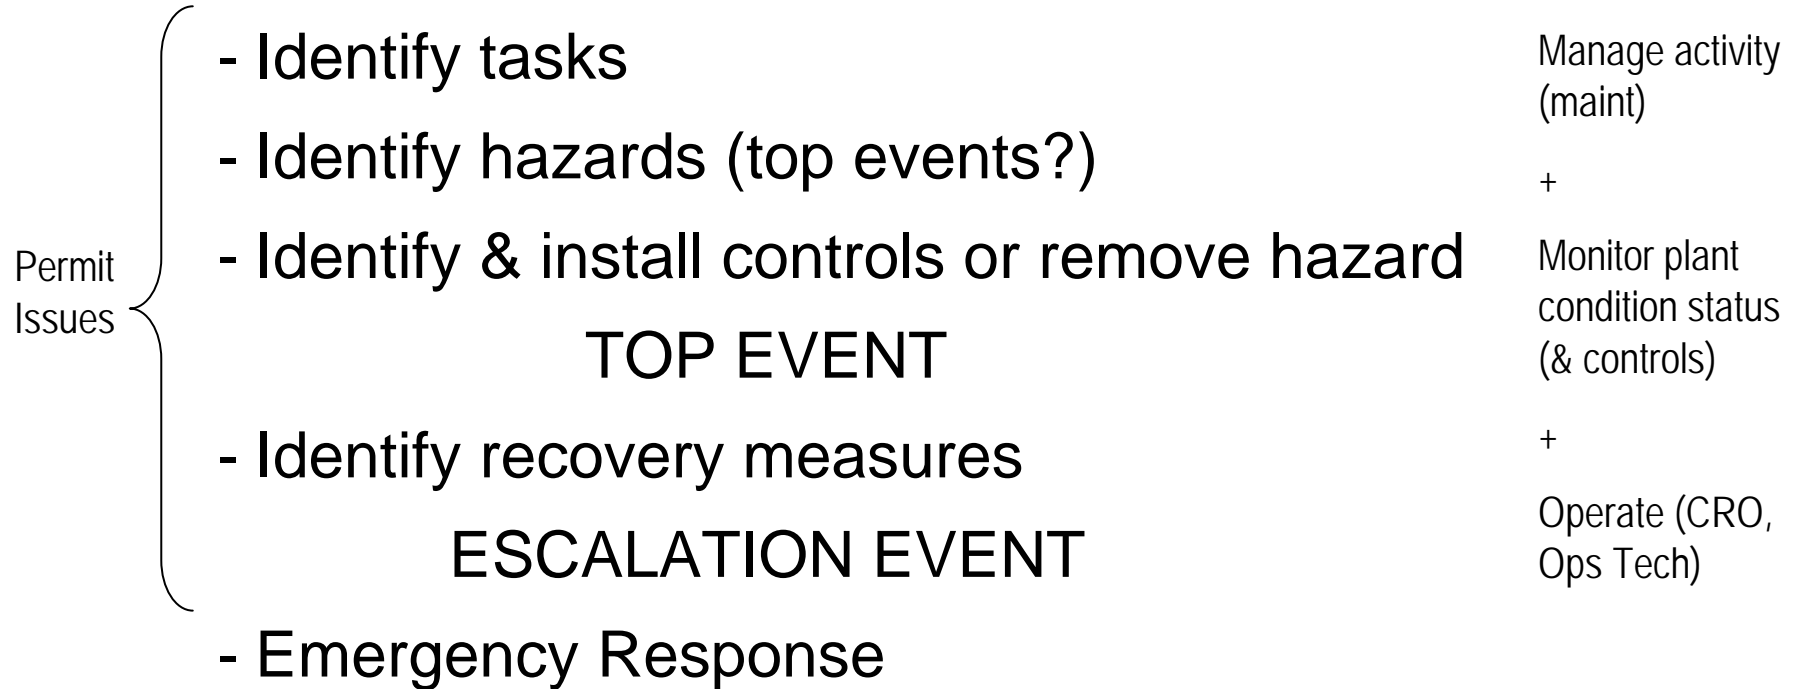 Permit
Issues
- Identify tasks
- Identify hazards (top events?)
- Identify & install controls or remove hazard
TOP EVENT
- Identify recovery measures
ESCALATION EVENT
- Emergency Response
Manage activity
(maint)
+
Monitor plant
condition status
(& controls)
+
Operate (CRO,
Ops Tech)